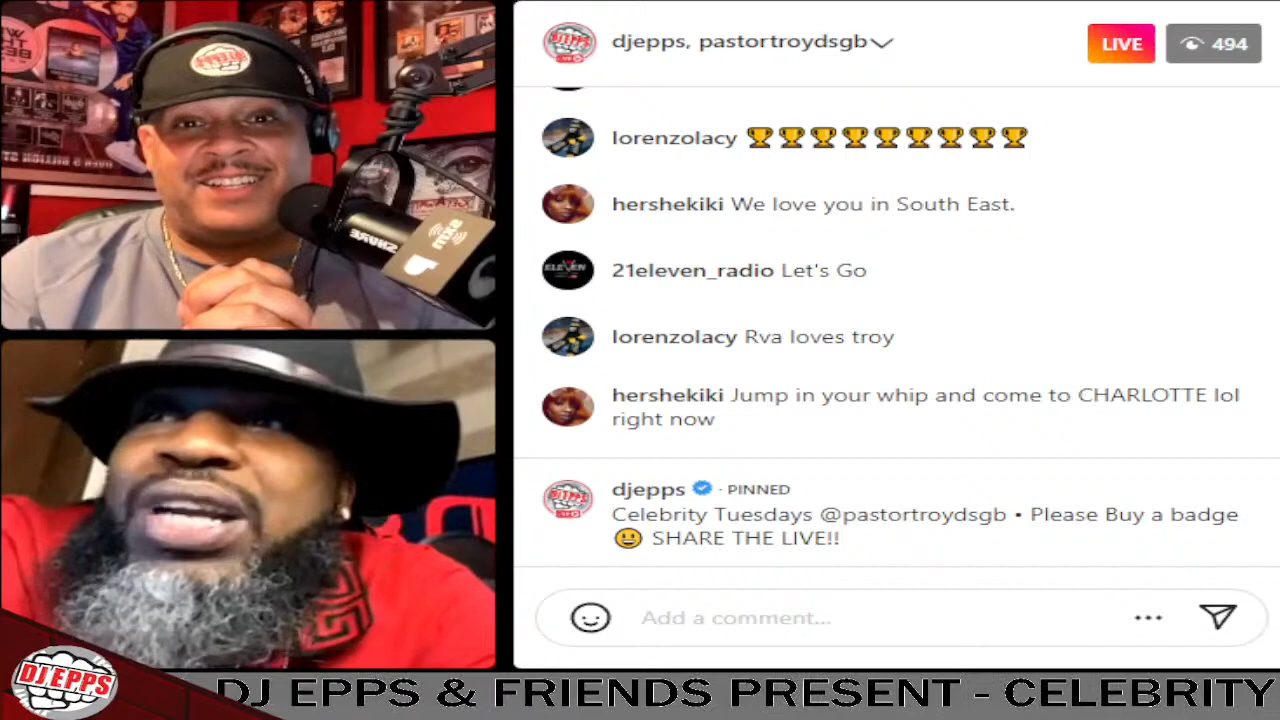 djepps, pastortroydsgb
LIVE
494
lorenzolacy 🏆🏆🏆🏆🏆🏆🏆🏆🏆
hershekiki We love you in South East.
21eleven_radio Let's Go
lorenzolacy Rva loves troy
hershekiki Jump in your whip and come to CHARLOTTE lol
right now
djepps · PINNED
Celebrity Tuesdays @pastortroydsgb • Please Buy a badge
😀 SHARE THE LIVE!!
Add a comment...
SHURE
sxm
DJ EPPS
DJ EPPS & FRIENDS PRESENT - CELEBRITY